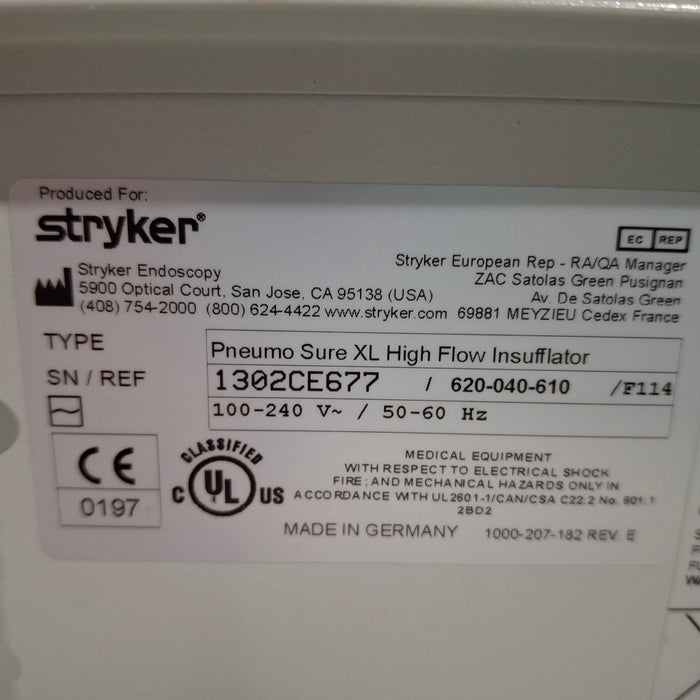 Produced For:
stryker®
EC REP
Stryker Endoscopy
5900 Optical Court, San Jose, CA 95138 (USA)
(408) 754-2000 (800) 624-4422 www.stryker.com
Stryker European Rep - RA/QA Manager
ZAC Satolas Green Pusignan
Av. De Satolas Green
69881 MEYZIEU Cedex France
TYPE
Pneumo Sure XL High Flow Insufflator
SN / REF
1302CE677 / 620-040-610 /F114
100-240 V~ / 50-60 Hz
CE
0197
CLASSIFIED
C UL US
MEDICAL EQUIPMENT
WITH RESPECT TO ELECTRICAL SHOCK
FIRE; AND MECHANICAL HAZARDS ONLY IN
ACCORDANCE WITH UL2601-1/CAN/CSA C22.2 No. 601.1
2BD2
MADE IN GERMANY
1000-207-182 REV. E